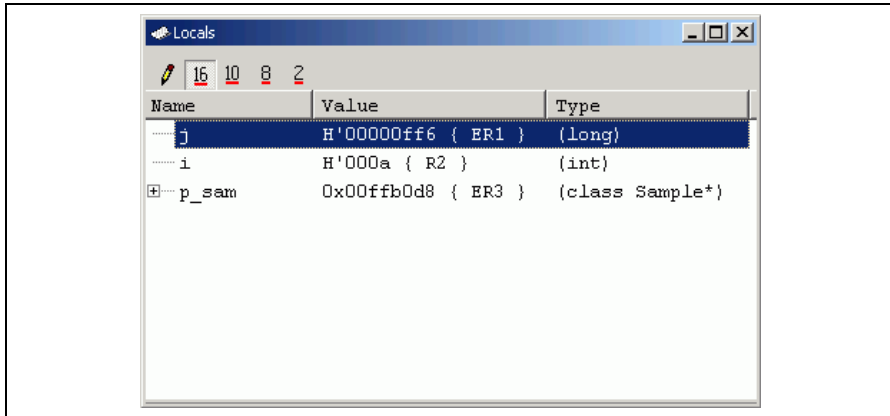 Locals
16 10 8 2
Name Value Type
j H'00000ff6 { ER1 } (long)
i H'000a { R2 } (int)
p_sam 0x00ffb0d8 { ER3 } (class Sample*)